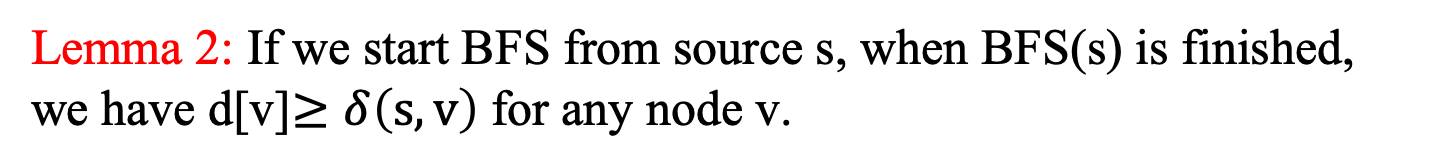 Lemma 2: If we start BFS from source s, when BFS(s) is finished,
we have d[v]≥ δ(s, v) for any node v.